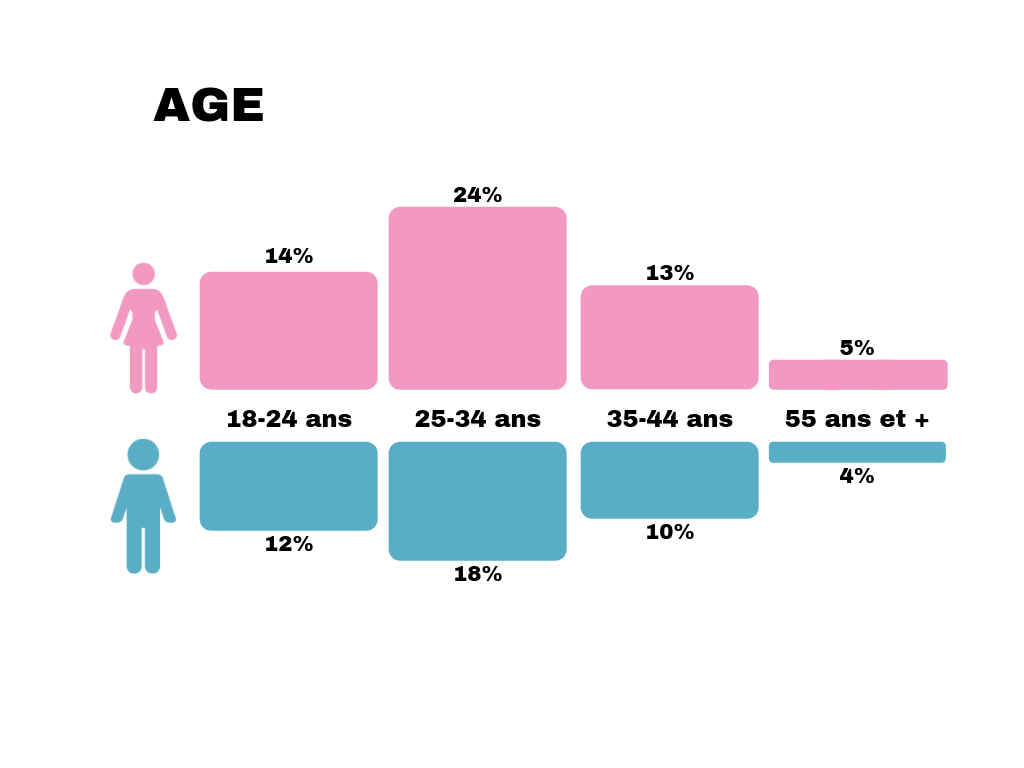 AGE
24%
14%
13%
5%
18-24 ans
25-34 ans
35-44 ans
55 ans et +
4%
10%
12%
18%